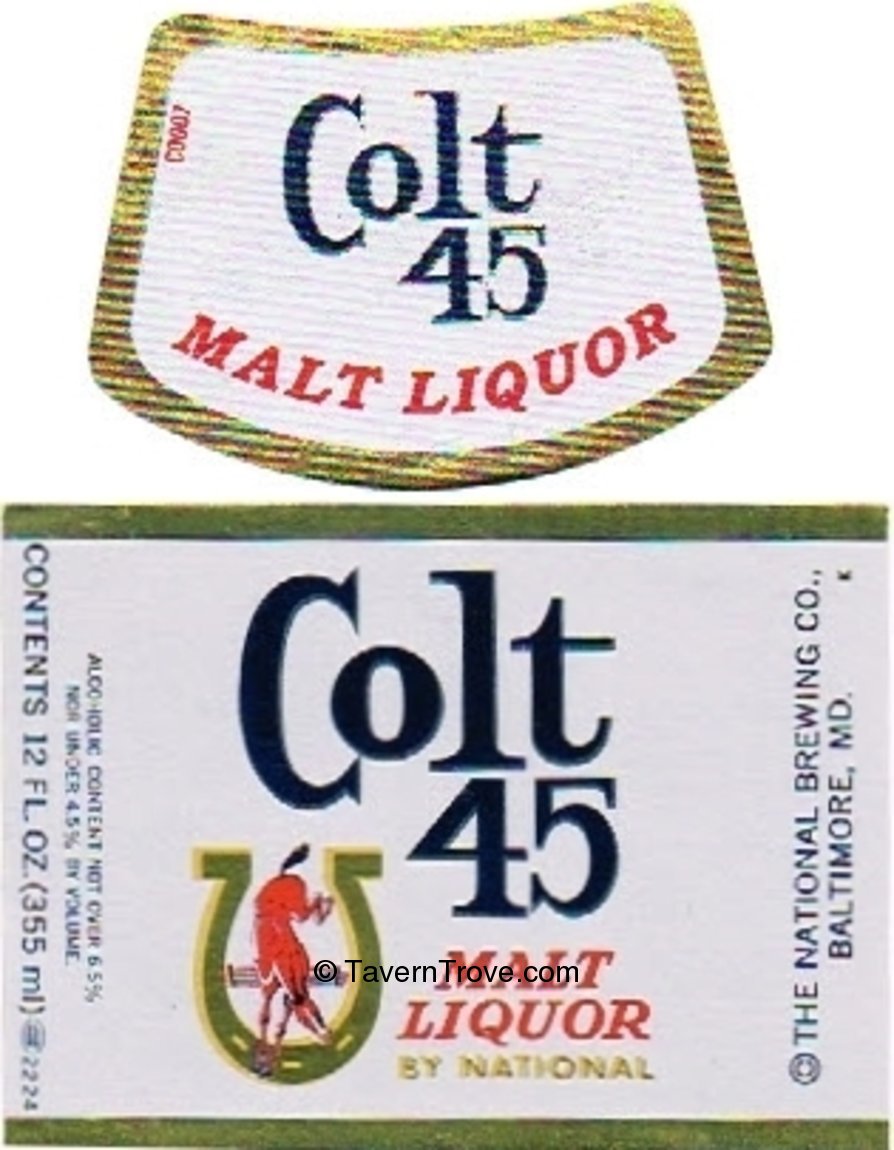 C0007
Colt
45
MALT LIQUOR
CONTENTS 12 FL. OZ. (355 ml) 2224
ALCOHOLIC CONTENT NOT OVER 6.5%
NOR UNDER 4.5% BY VOLUME
Colt
45
© TavernTrove.com
MALT
LIQUOR
BY NATIONAL
© THE NATIONAL BREWING CO.,
BALTIMORE, MD.
K